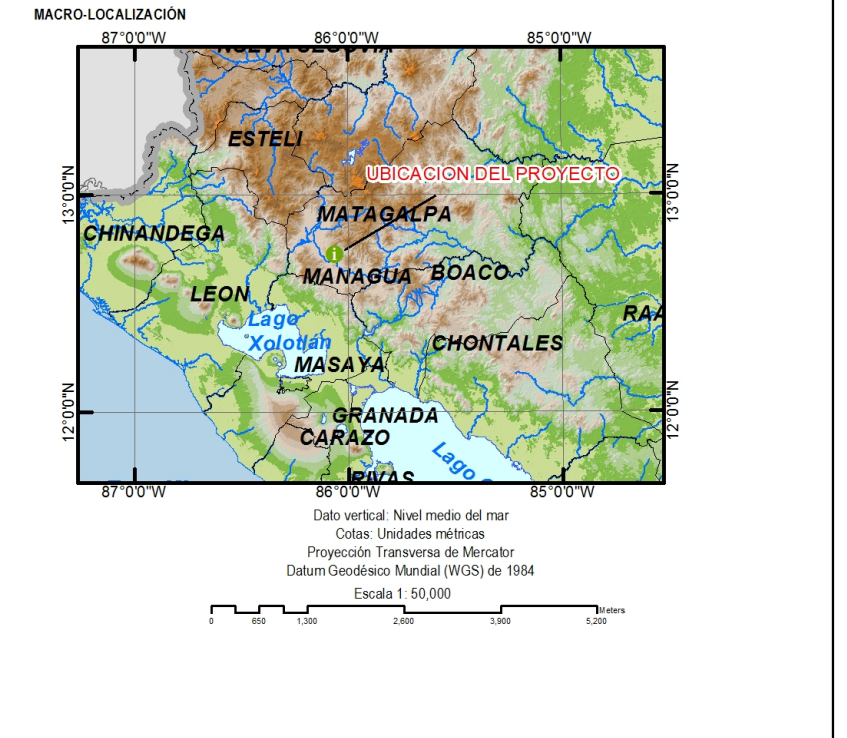 MACRO-LOCALIZACIÓN
87°0'0"W 86°0'0"W 85°0'0"W
NUEVA SEGOVIA
ESTELI
UBICACION DEL PROYECTO
13°0'0"N 13°0'0"N
MATAGALPA
CHINANDEGA
i
MANAGUA BOACO
LEON
RAA
Lago
Xolotlán
CHONTALES
MASAYA
12°0'0"N 12°0'0"N
GRANADA
CARAZO
Lago
RIVAS
87°0'0"W 86°0'0"W 85°0'0"W
Dato vertical: Nivel medio del mar
Cotas: Unidades métricas
Proyección Transversa de Mercator
Datum Geodésico Mundial (WGS) de 1984
Escala 1: 50,000
Meters
0 650 1,300 2,600 3,900 5,200